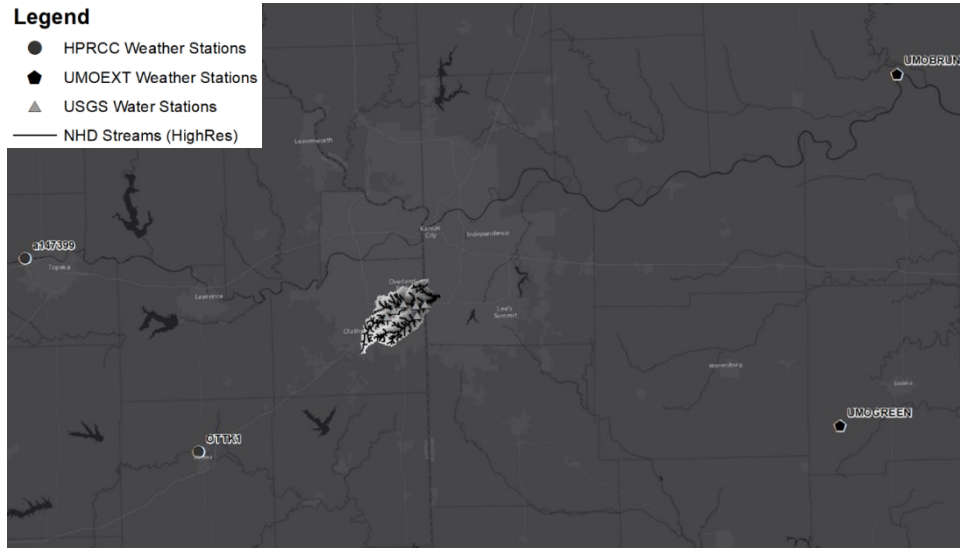 Legend
HPRCC Weather Stations
UMOEXT Weather Stations
USGS Water Stations
NHD Streams (HighRes)
UMOBRUN
Leavenworth
Kansas
City
Independence
a147399
Topeka
Overland
Lawrence
Lee's
Summit
Olathe
Warrensburg
Sedalia
UMOGREEN
OTTK1